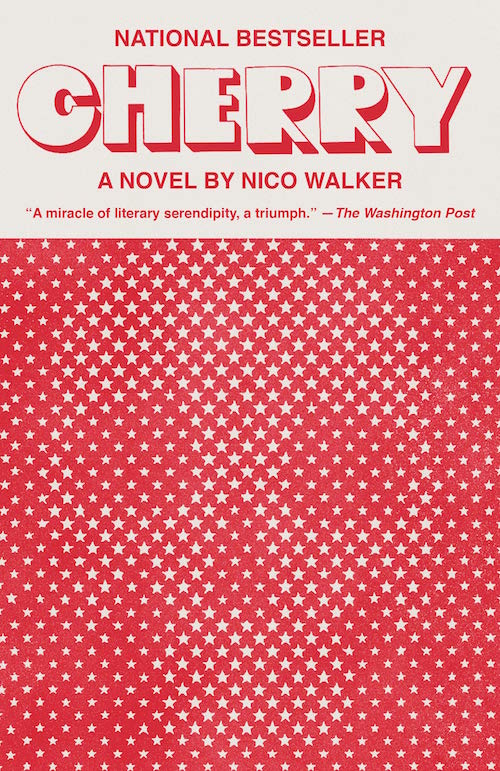 NATIONAL BESTSELLER
CHERRY
A NOVEL BY NICO WALKER
“A miracle of literary serendipity, a triumph.” —The Washington Post